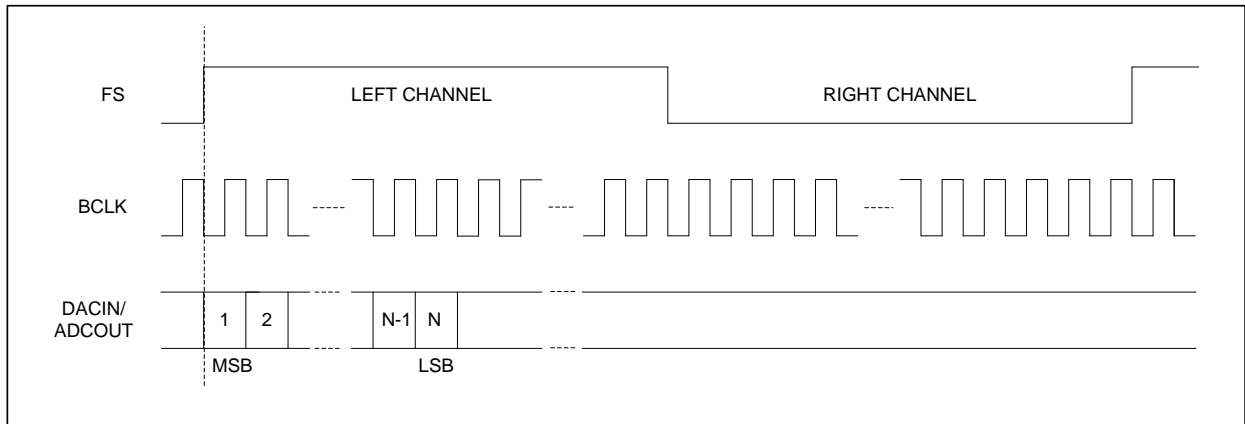 FS
LEFT CHANNEL
RIGHT CHANNEL
BCLK
DACIN/
ADCOUT
1
2
N-1
N
MSB
LSB